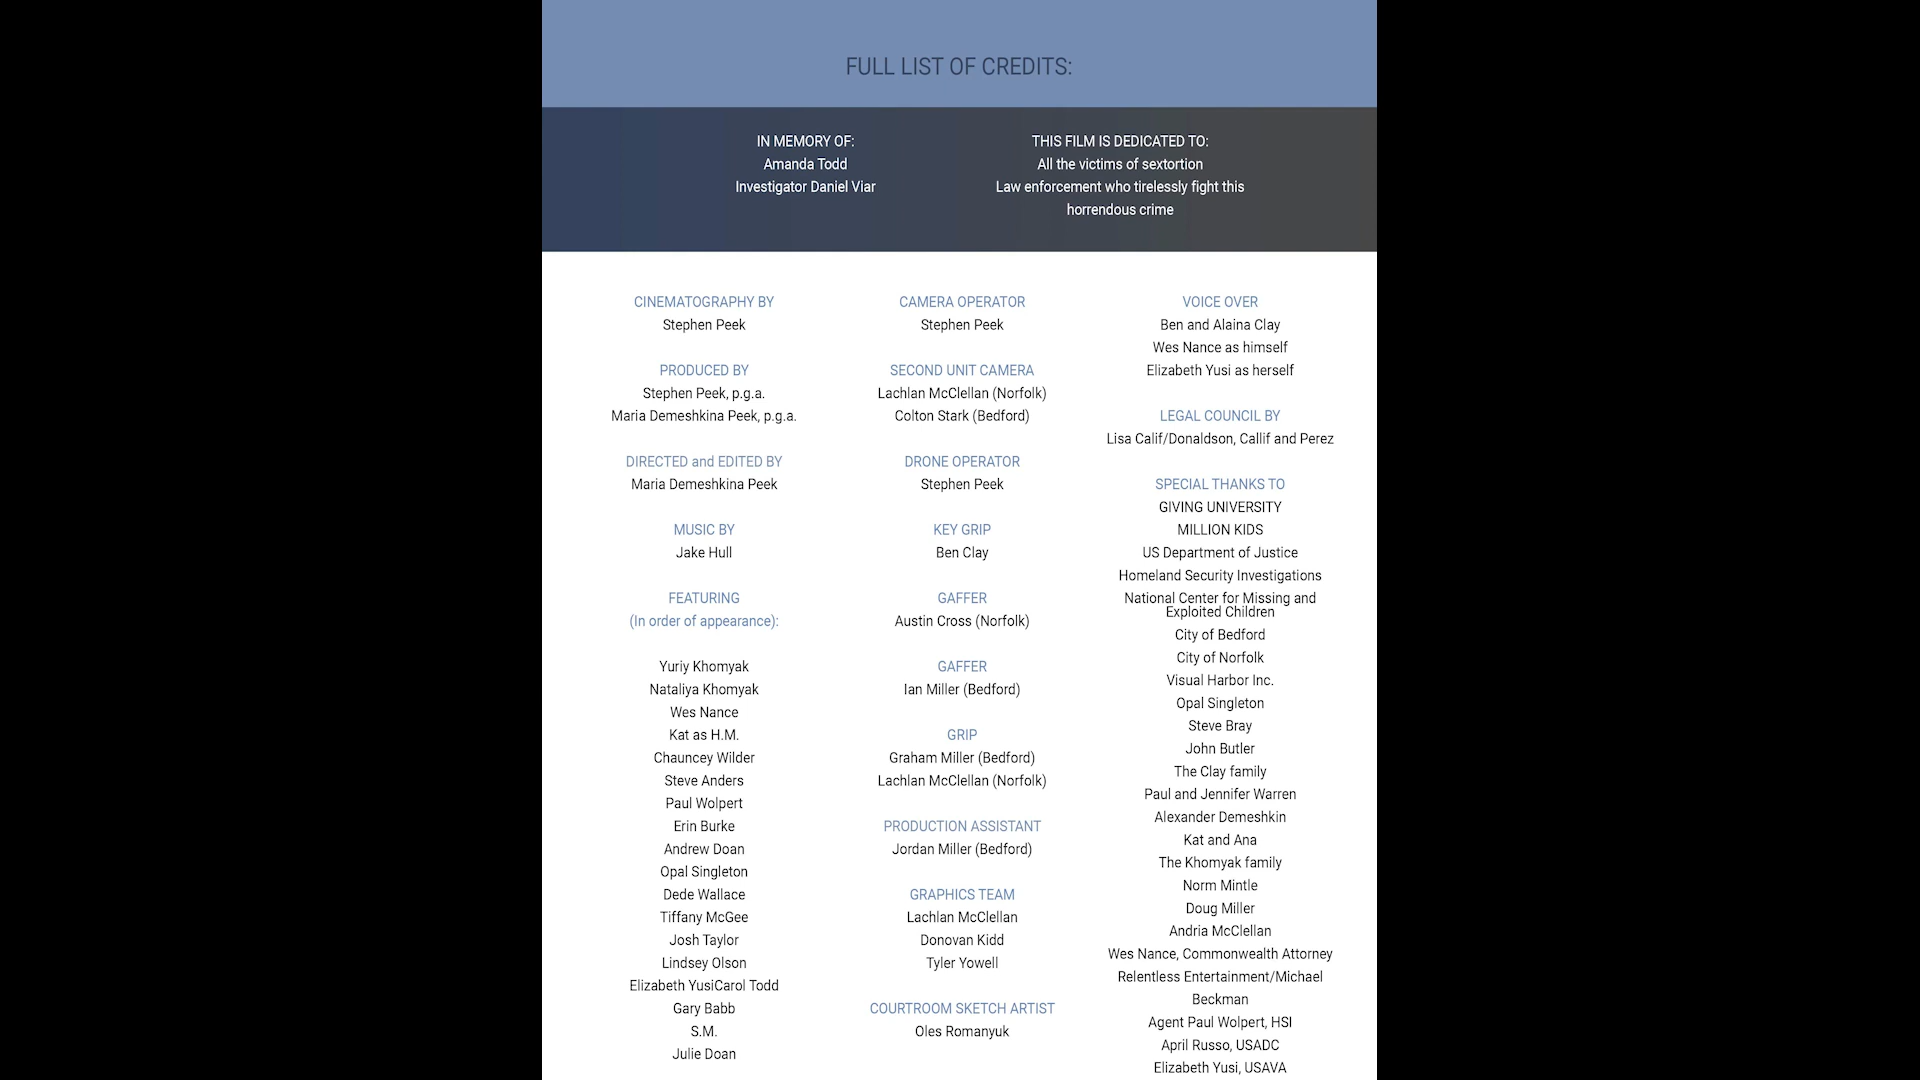 FULL LIST OF CREDITS:
IN MEMORY OF:
Amanda Todd
Investigator Daniel Viar
THIS FILM IS DEDICATED TO:
All the victims of sextortion
Law enforcement who tirelessly fight this
horrendous crime
CINEMATOGRAPHY BY
Stephen Peek
PRODUCED BY
Stephen Peek, p.g.a.
Maria Demeshkina Peek, p.g.a.
DIRECTED and EDITED BY
Maria Demeshkina Peek
MUSIC BY
Jake Hull
FEATURING
(In order of appearance):
Yuriy Khomyak
Nataliya Khomyak
Wes Nance
Kat as H.M.
Chauncey Wilder
Steve Anders
Paul Wolpert
Erin Burke
Andrew Doan
Opal Singleton
Dede Wallace
Tiffany McGee
Josh Taylor
Lindsey Olson
Elizabeth YusiCarol Todd
Gary Babb
S.M.
Julie Doan
CAMERA OPERATOR
Stephen Peek
SECOND UNIT CAMERA
Lachlan McClellan (Norfolk)
Colton Stark (Bedford)
DRONE OPERATOR
Stephen Peek
KEY GRIP
Ben Clay
GAFFER
Austin Cross (Norfolk)
GAFFER
Ian Miller (Bedford)
GRIP
Graham Miller (Bedford)
Lachlan McClellan (Norfolk)
PRODUCTION ASSISTANT
Jordan Miller (Bedford)
GRAPHICS TEAM
Lachlan McClellan
Donovan Kidd
Tyler Yowell
COURTROOM SKETCH ARTIST
Oles Romanyuk
VOICE OVER
Ben and Alaina Clay
Wes Nance as himself
Elizabeth Yusi as herself
LEGAL COUNCIL BY
Lisa Calif/Donaldson, Callif and Perez
SPECIAL THANKS TO
GIVING UNIVERSITY
MILLION KIDS
US Department of Justice
Homeland Security Investigations
National Center for Missing and
Exploited Children
City of Bedford
City of Norfolk
Visual Harbor Inc.
Opal Singleton
Steve Bray
John Butler
The Clay family
Paul and Jennifer Warren
Alexander Demeshkin
Kat and Ana
The Khomyak family
Norm Mintle
Doug Miller
Andria McClellan
Wes Nance, Commonwealth Attorney
Relentless Entertainment/Michael
Beckman
Agent Paul Wolpert, HSI
April Russo, USADC
Elizabeth Yusi, USAVA